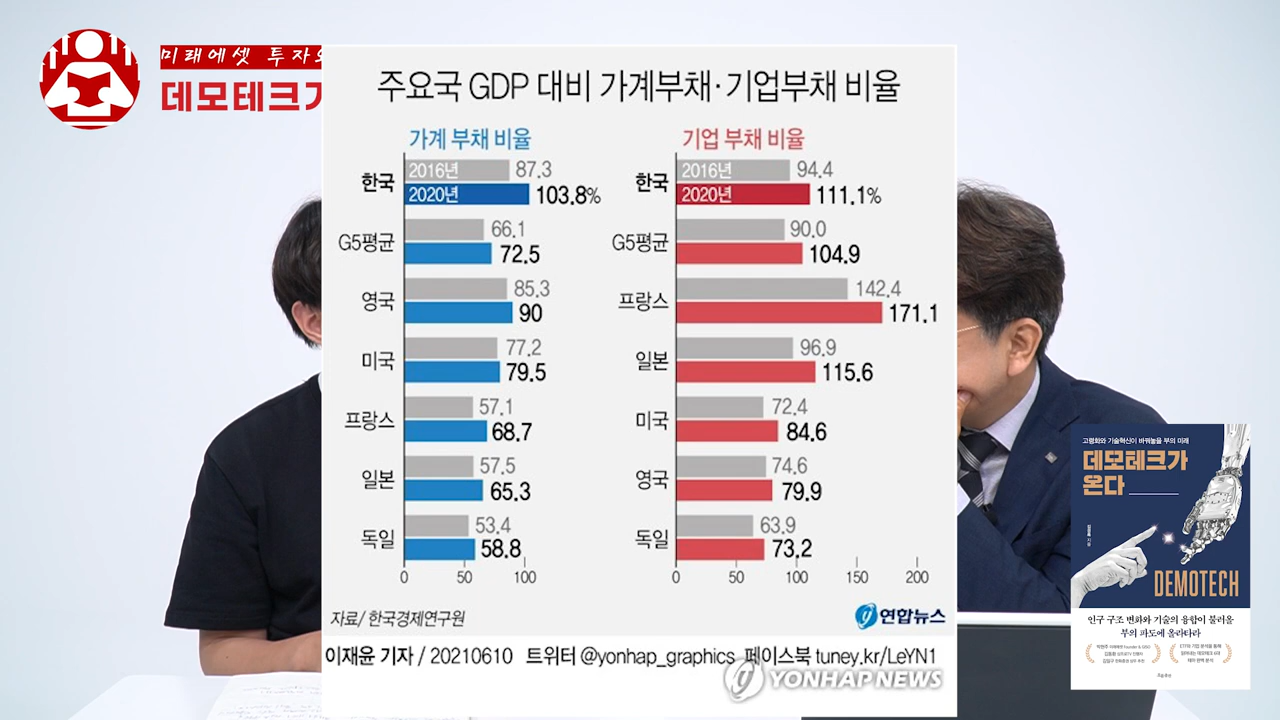 미래에셋 투자와
데모테크가
주요국 GDP 대비 가계부채·기업부채 비율
가계 부채 비율
한국 2016년 87.3
2020년 103.8%
G5평균 66.1
72.5
영국 85.3
90
미국 77.2
79.5
프랑스 57.1
68.7
일본 57.5
65.3
독일 53.4
58.8
0 50 100
기업 부채 비율
한국 2016년 94.4
2020년 111.1%
G5평균 90.0
104.9
프랑스 142.4
171.1
일본 96.9
115.6
미국 72.4
84.6
영국 74.6
79.9
독일 63.9
73.2
0 50 100 150 200
자료/ 한국경제연구원
연합뉴스
이재윤 기자 / 20210610 트위터 @yonhap_graphics 페이스북 tuney.kr/LeYN1
YONHAP NEWS
고령화와 기술혁신이 바꿔놓을 부의 미래
데모테크가
온다
DEMOTECH
인구 구조 변화와 기술의 융합이 불러올
부의 파도에 올라타라